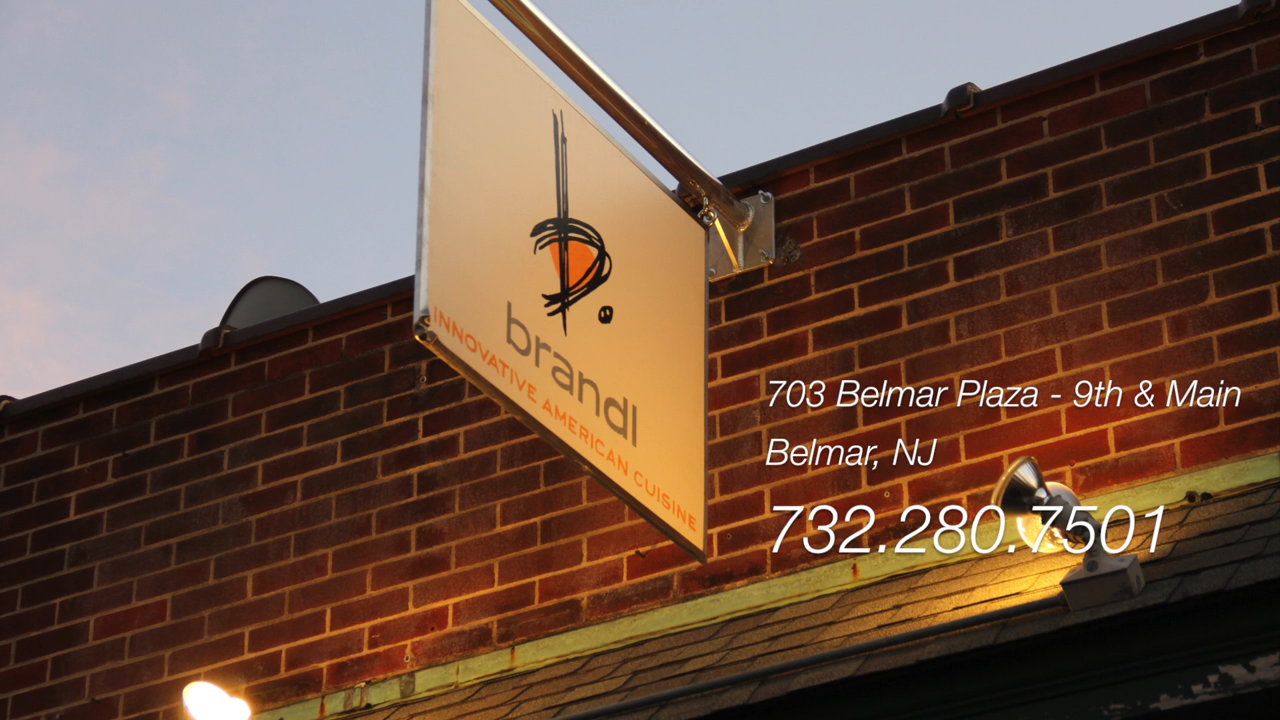 b.
brandl
INNOVATIVE AMERICAN CUISINE
703 Belmar Plaza - 9th & Main
Belmar, NJ
732.280.7501